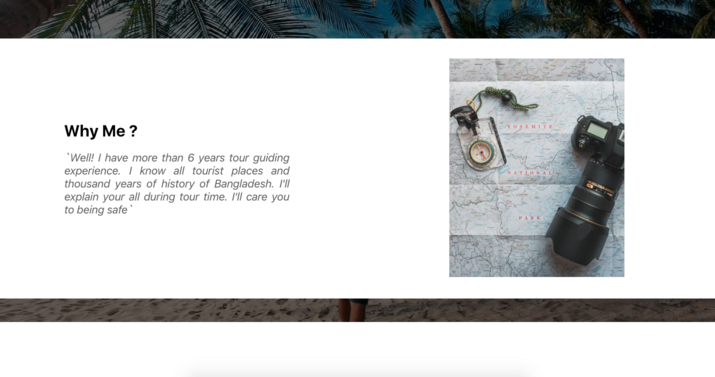 Why Me ?
`Well! I have more than 6 years tour guiding
experience. I know all tourist places and
thousand years of history of Bangladesh. I'll
explain your all during tour time. I'll care you
to being safe`
YOSEMITE
NATIONAL
PARK